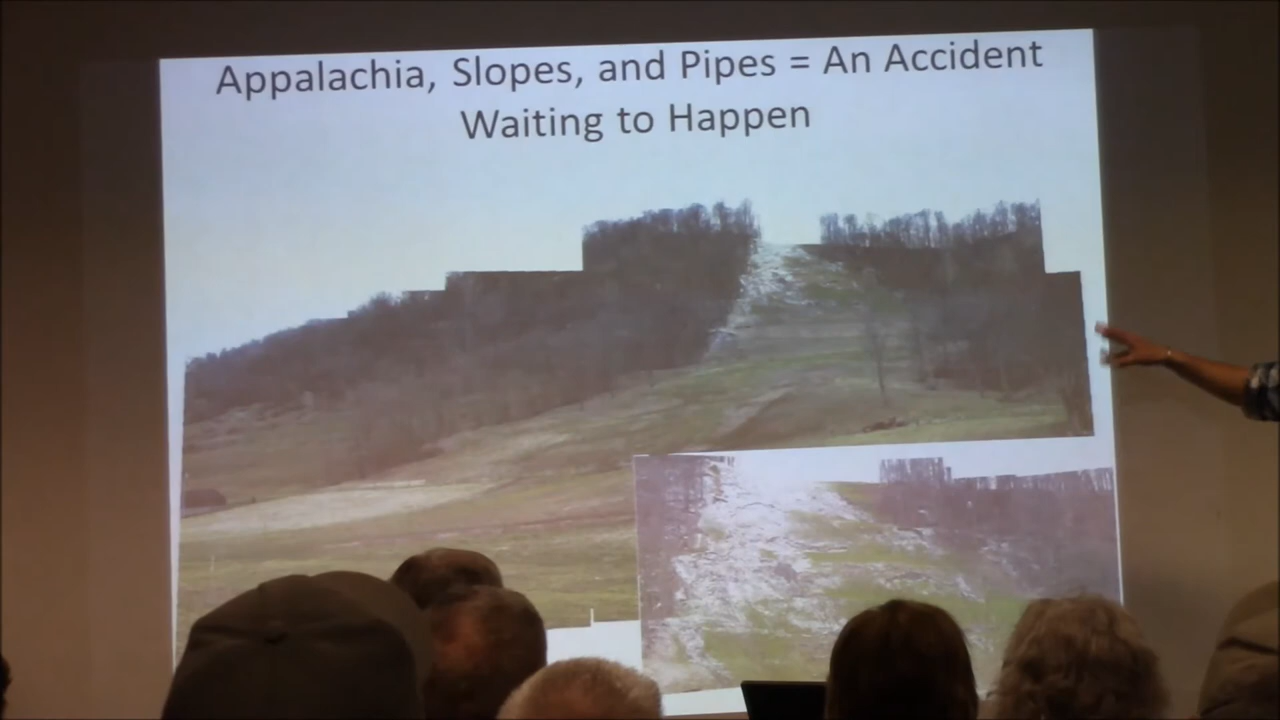 Appalachia, Slopes, and Pipes = An Accident
Waiting to Happen